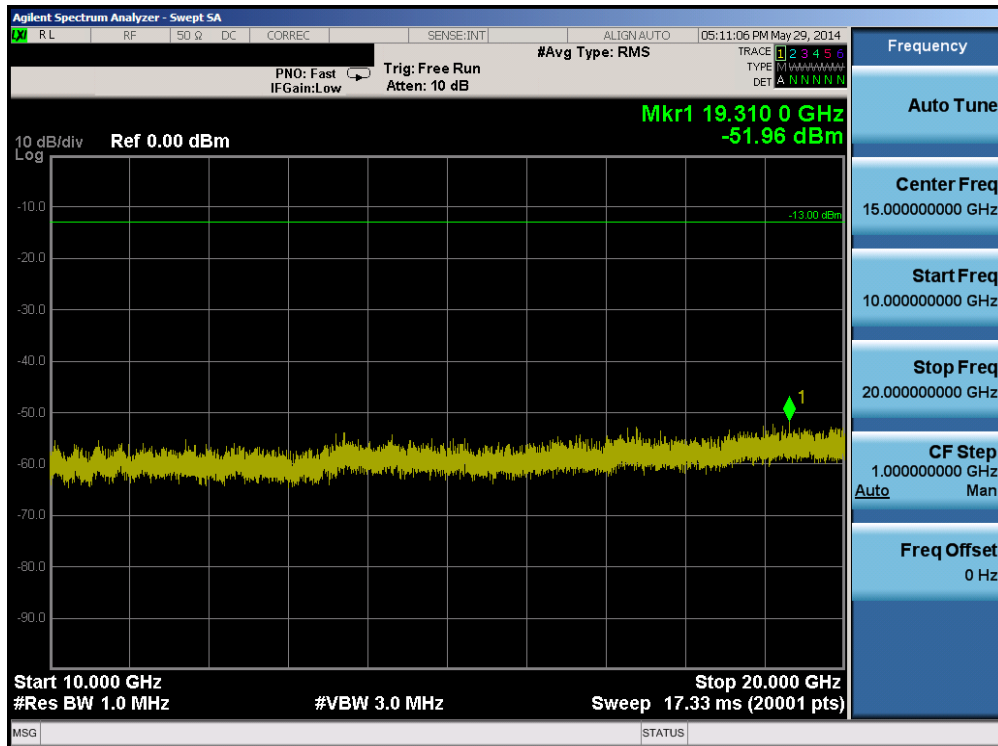 Agilent Spectrum Analyzer - Swept SA
LXI RL RF 50 Ω DC CORREC SENSE:INT ALIGN AUTO 05:11:06 PM May 29, 2014
#Avg Type: RMS TRACE 1 2 3 4 5 6
PNO: Fast Trig: Free Run TYPE M WWWWW
IFGain:Low Atten: 10 dB DET A N N N N N
Mkr1 19.310 0 GHz
-51.96 dBm
10 dB/div Ref 0.00 dBm
Log
-10.0
-13.00 dBm
-20.0
-30.0
-40.0
-50.0
1
-60.0
-70.0
-80.0
-90.0
Start 10.000 GHz Stop 20.000 GHz
#Res BW 1.0 MHz #VBW 3.0 MHz Sweep 17.33 ms (20001 pts)
MSG STATUS
Frequency
Auto Tune
Center Freq
15.000000000 GHz
Start Freq
10.000000000 GHz
Stop Freq
20.000000000 GHz
CF Step
1.000000000 GHz
Auto Man
Freq Offset
0 Hz